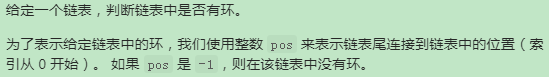 给定一个链表，判断链表中是否有环。
为了表示给定链表中的环，我们使用整数 pos 来表示链表尾连接到链表中的位置（索
引从 0 开始）。 如果 pos 是 -1，则在该链表中没有环。